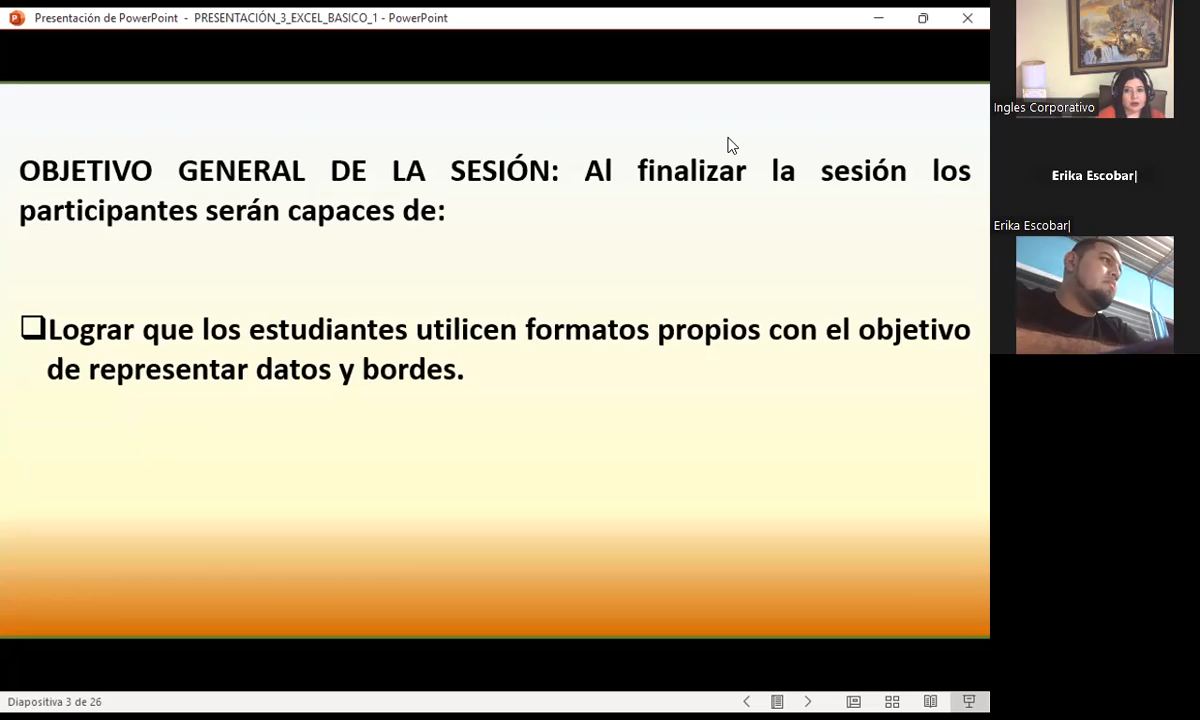 Presentación de PowerPoint - PRESENTACIÓN_3_EXCEL_BASICO_1 - PowerPoint
OBJETIVO GENERAL DE LA SESIÓN: Al finalizar la sesión los
participantes serán capaces de:
Lograr que los estudiantes utilicen formatos propios con el objetivo
de representar datos y bordes.
Diapositiva 3 de 26
Ingles Corporativo
Erika Escobar|
Erika Escobar|